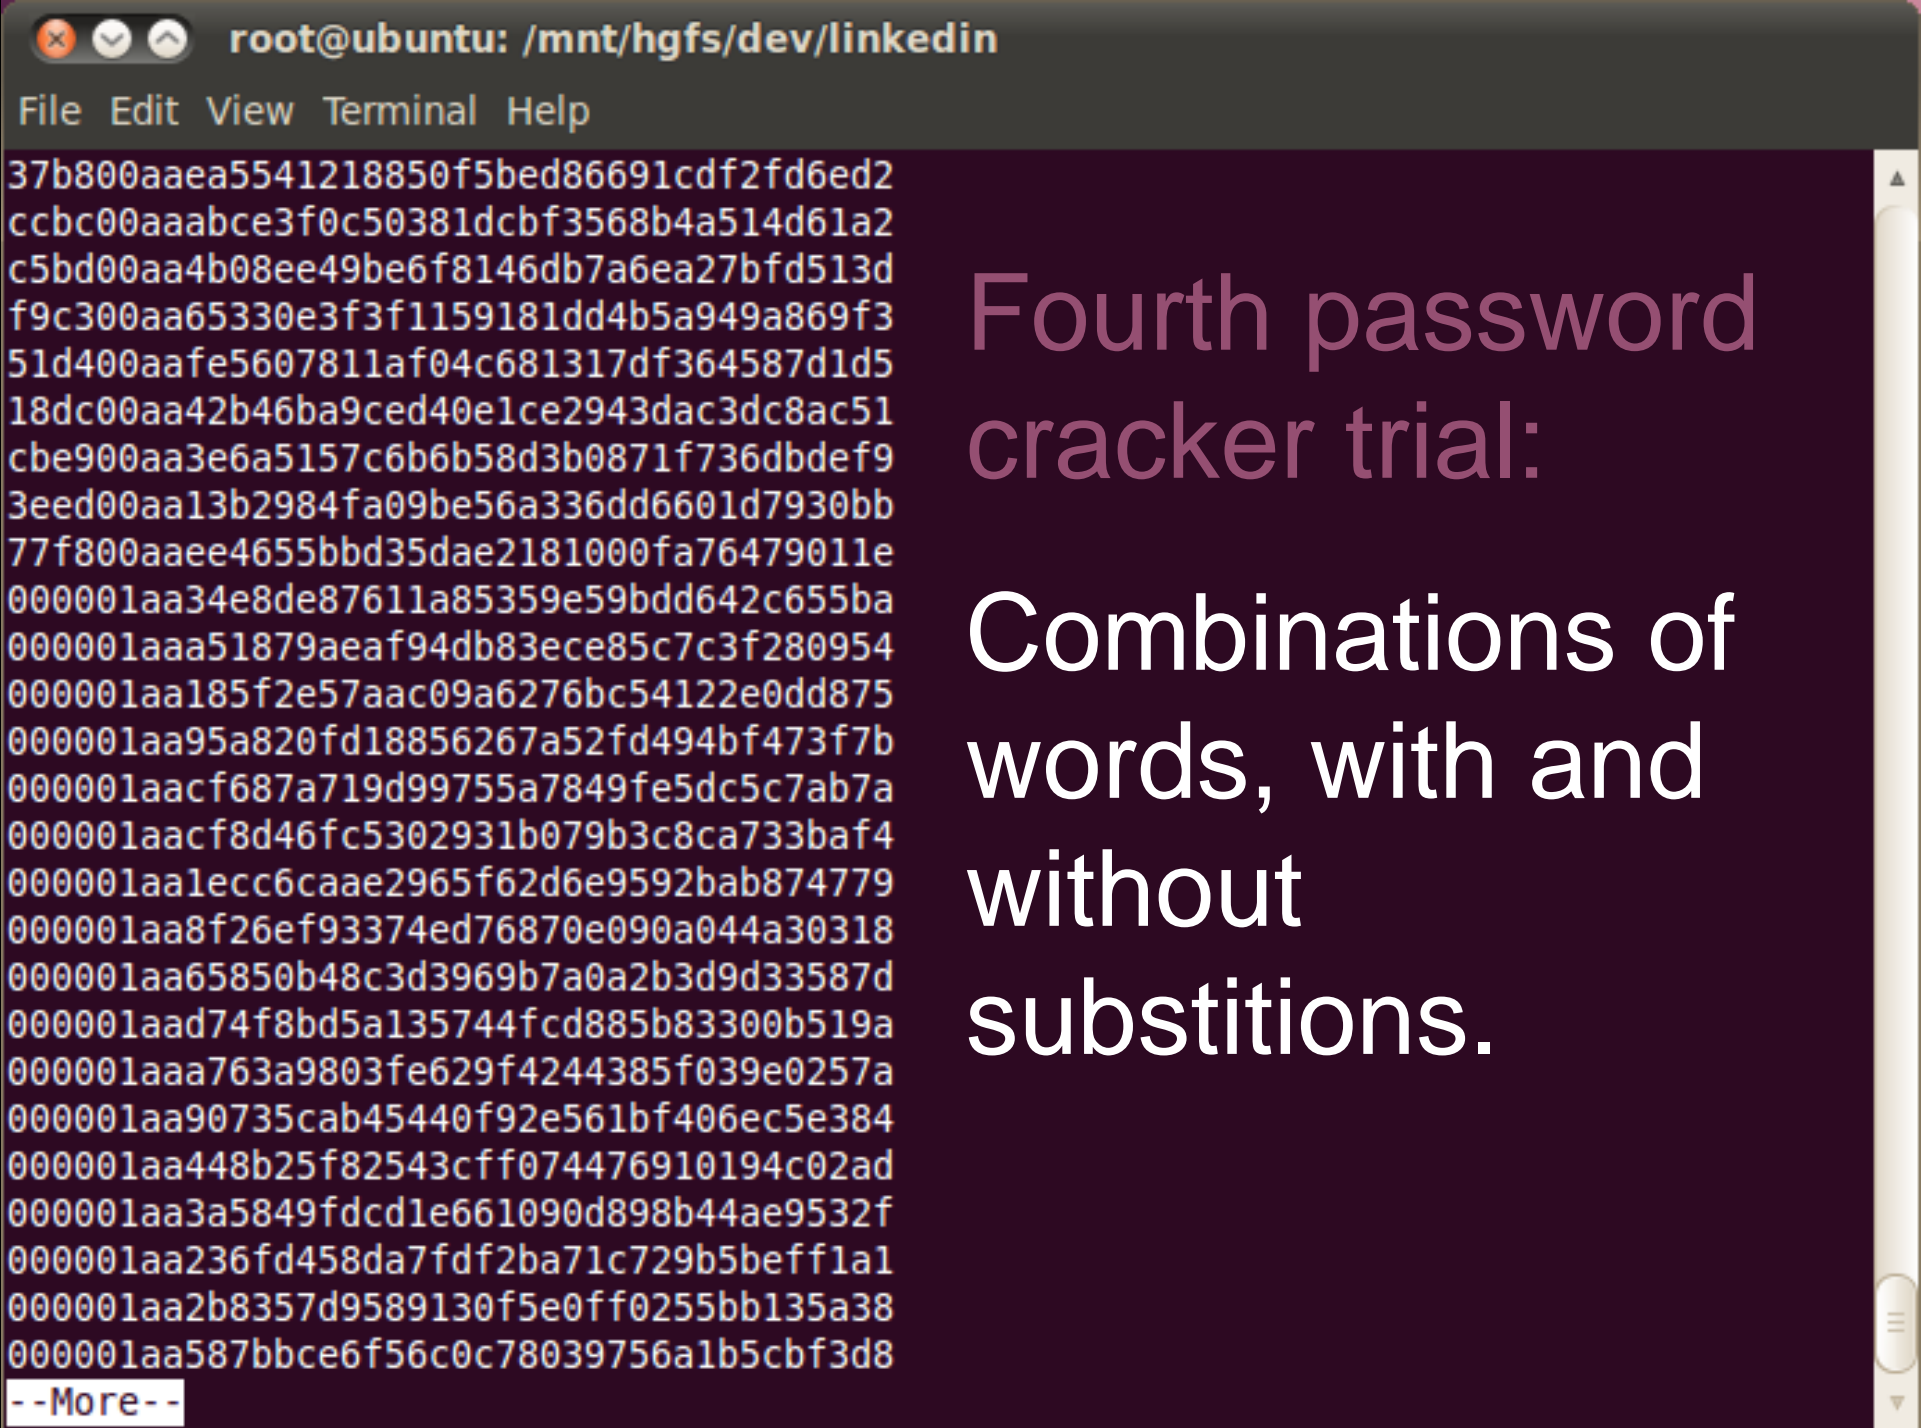 root@ubuntu: /mnt/hgfs/dev/linkedin
File Edit View Terminal Help
37b800aaaea5541218850f5bed86691cdf2fd6ed2
ccbc00aaabce3f0c50381dcbf3568b4a514d61a2
c5bd00aa4b08ee49be6f8146db7a6ea27bfd513d
f9c300aa65330e3f3f1159181dd4b5a949a869f3
51d400aafe5607811af04c681317df364587d1d5
18dc00aa42b46ba9ced40e1ce2943dac3dc8ac51
cbe900aa3e6a5157c6b6b58d3b0871f736dbdef9
3eed00aa13b2984fa09be56a336dd6601d7930bb
77f800aaee4655bbd35dae2181000fa76479011e
000001aa34e8de87611a85359e59bdd642c655ba
000001aaa51879aeaf94db83ece85c7c3f280954
000001aa185f2e57aac09a6276bc54122e0dd875
000001aa95a820fd18856267a52fd494bf473f7b
000001aacf687a719d99755a7849fe5dc5c7ab7a
000001aacf8d46fc5302931b079b3c8ca733baf4
000001aa1ecc6caae2965f62d6e9592bab874779
000001aa8f26ef93374ed76870e090a044a30318
000001aa65850b48c3d3969b7a0a2b3d9d33587d
000001aad74f8bd5a135744fcd885b83300b519a
000001aaa763a9803fe629f4244385f039e0257a
000001aa90735cab45440f92e561bf406ec5e384
000001aa448b25f82543cff074476910194c02ad
000001aa3a5849fdcd1e661090d898b44ae9532f
000001aa236fd458da7fdf2ba71c729b5beff1a1
000001aa2b8357d9589130f5e0ff0255bb135a38
000001aa587bbce6f56c0c78039756a1b5cbf3d8
--More--
Fourth password
cracker trial:
Combinations of
words, with and
without
substitions.